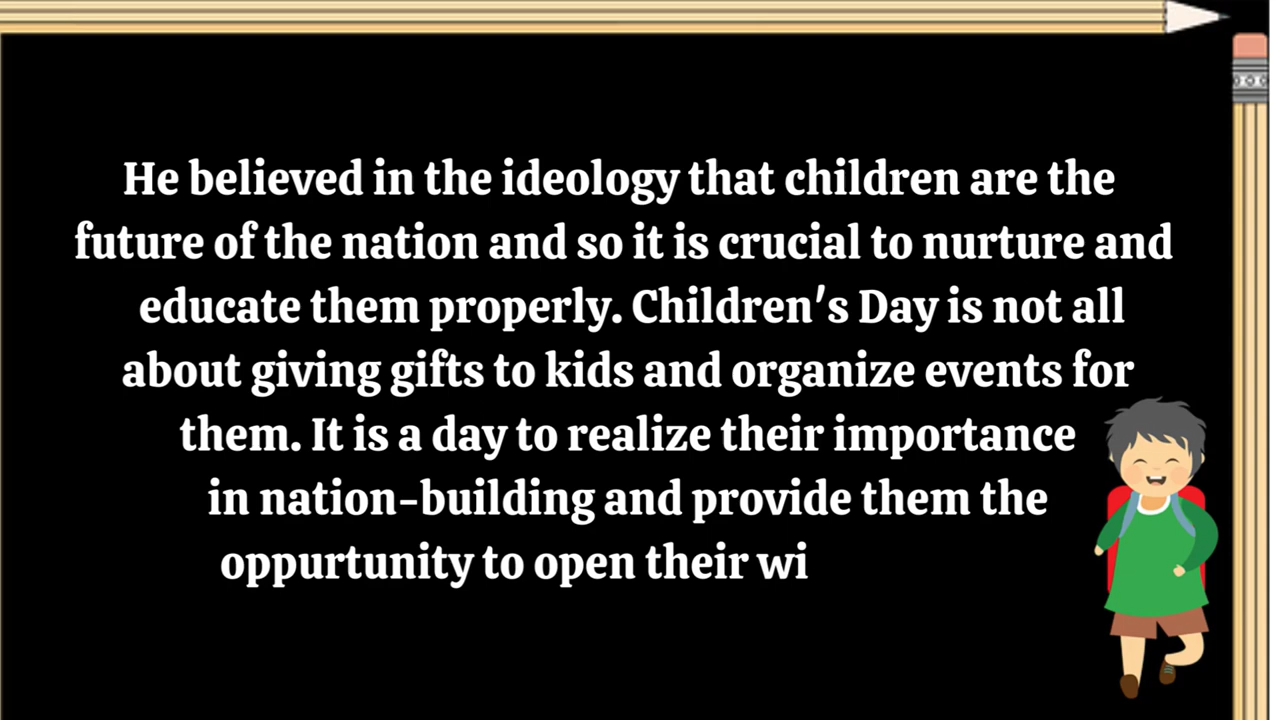 He believed in the ideology that children are the
future of the nation and so it is crucial to nurture and
educate them properly. Children's Day is not all
about giving gifts to kids and organize events for
them. It is a day to realize their importance
in nation-building and provide them the
oppurtunity to open their wi